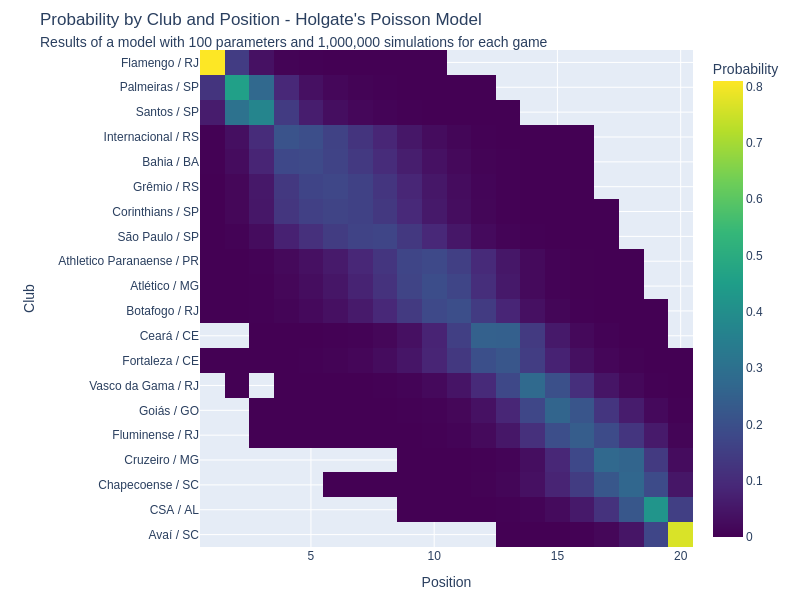 Probability by Club and Position - Holgate's Poisson Model
Results of a model with 100 parameters and 1,000,000 simulations for each game
Probability
0.8
0.7
0.6
0.5
0.4
0.3
0.2
0.1
0
Club
Flamengo / RJ
Palmeiras / SP
Santos / SP
Internacional / RS
Bahia / BA
Grêmio / RS
Corinthians / SP
São Paulo / SP
Athletico Paranaense / PR
Atlético / MG
Botafogo / RJ
Ceará / CE
Fortaleza / CE
Vasco da Gama / RJ
Goiás / GO
Fluminense / RJ
Cruzeiro / MG
Chapecoense / SC
CSA / AL
Avaí / SC
5 10 15 20
Position